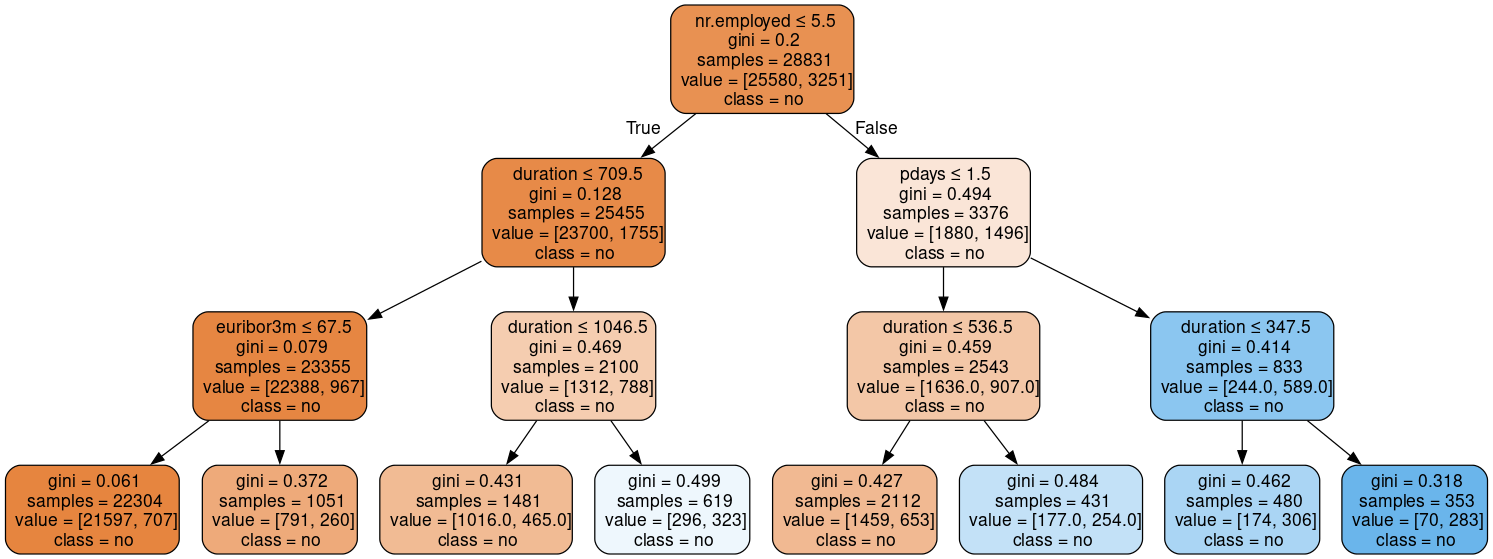 nr.employed ≤ 5.5
gini = 0.2
samples = 28831
value = [25580, 3251]
class = no
True
False
duration ≤ 709.5
gini = 0.128
samples = 25455
value = [23700, 1755]
class = no
pdays ≤ 1.5
gini = 0.494
samples = 3376
value = [1880, 1496]
class = no
euribor3m ≤ 67.5
gini = 0.079
samples = 23355
value = [22388, 967]
class = no
duration ≤ 1046.5
gini = 0.469
samples = 2100
value = [1312, 788]
class = no
duration ≤ 536.5
gini = 0.459
samples = 2543
value = [1636.0, 907.0]
class = no
duration ≤ 347.5
gini = 0.414
samples = 833
value = [244.0, 589.0]
class = no
gini = 0.061
samples = 22304
value = [21597, 707]
class = no
gini = 0.372
samples = 1051
value = [791, 260]
class = no
gini = 0.431
samples = 1481
value = [1016.0, 465.0]
class = no
gini = 0.499
samples = 619
value = [296, 323]
class = no
gini = 0.427
samples = 2112
value = [1459, 653]
class = no
gini = 0.484
samples = 431
value = [177.0, 254.0]
class = no
gini = 0.462
samples = 480
value = [174, 306]
class = no
gini = 0.318
samples = 353
value = [70, 283]
class = no